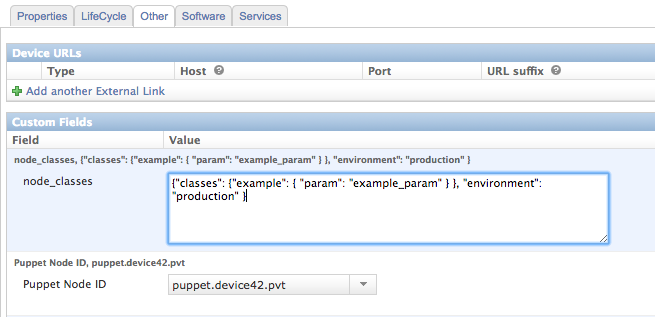 Properties LifeCycle Other Software Services
Device URLs
Type Host ? Port URL suffix ?
Add another External Link
Custom Fields
Field Value
node_classes, {"classes": {"example": { "param": "example_param" } }, "environment": "production" }
node_classes {"classes": {"example": { "param": "example_param" } }, "environment":
"production" }
Puppet Node ID, puppet.device42.pvt
Puppet Node ID puppet.device42.pvt